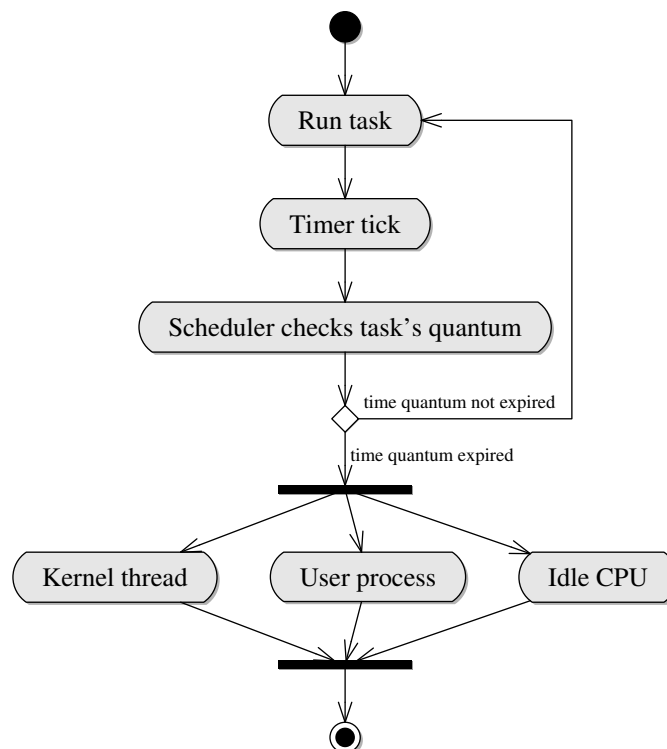 Run task
Timer tick
Scheduler checks task's quantum
time quantum not expired
time quantum expired
Kernel thread
User process
Idle CPU